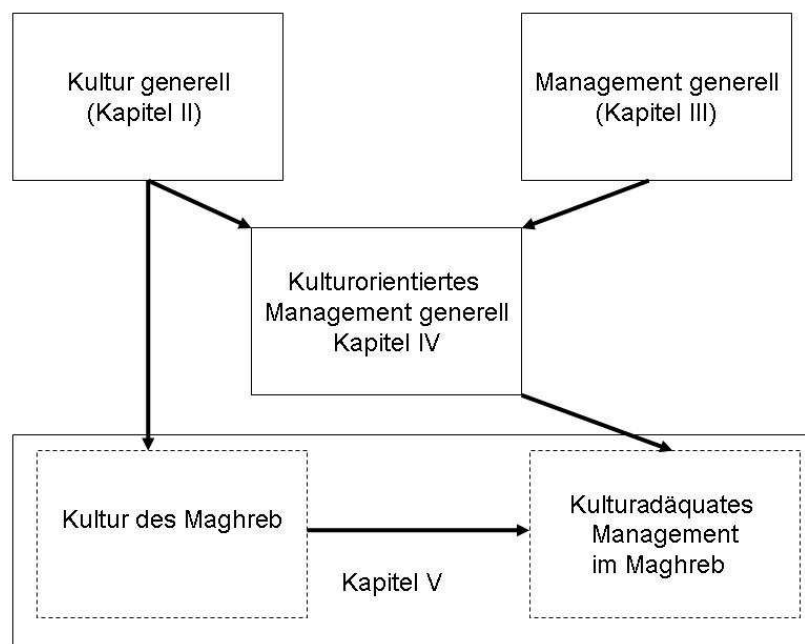 Kultur generell
(Kapitel II)
Management generell
(Kapitel III)
Kulturorientiertes
Management generell
Kapitel IV
Kultur des Maghreb
Kulturadäquates
Management
im Maghreb
Kapitel V